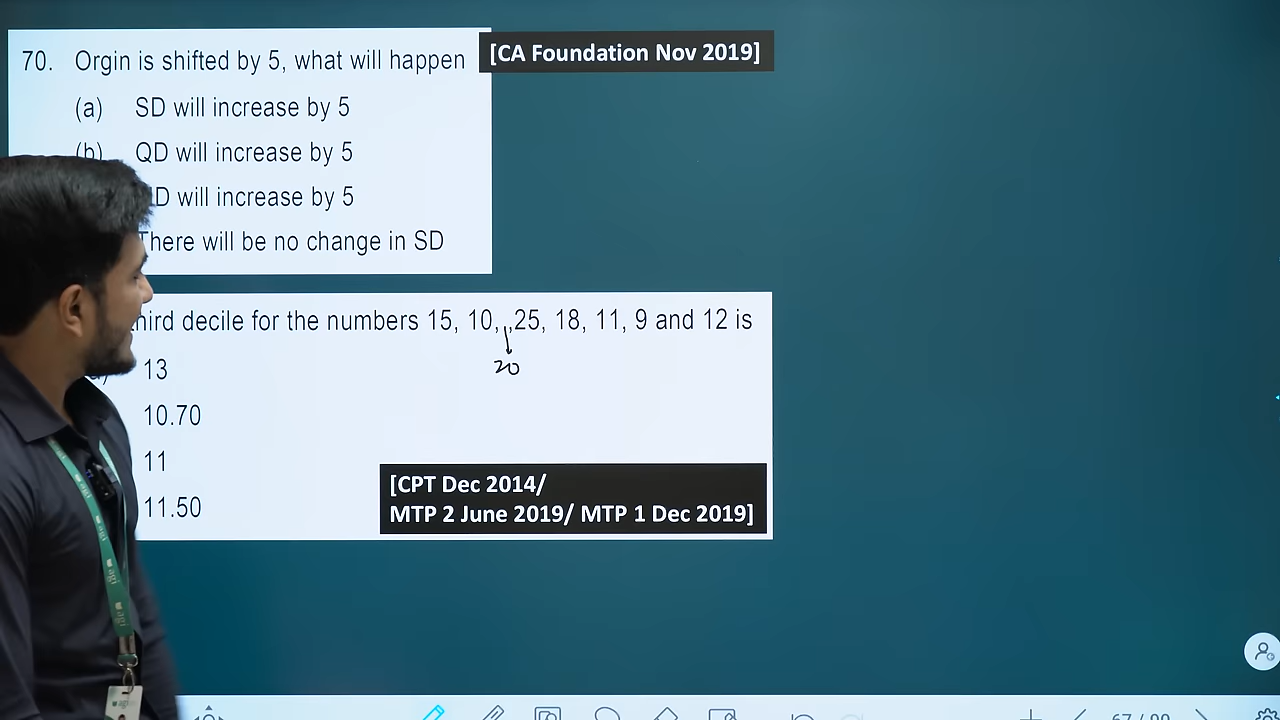 70. Orgin is shifted by 5, what will happen
[CA Foundation Nov 2019]
(a) SD will increase by 5
(b) QD will increase by 5
D will increase by 5
There will be no change in SD
hird decile for the numbers 15, 10, , ,25, 18, 11, 9 and 12 is
20
13
10.70
11
11.50
[CPT Dec 2014/
MTP 2 June 2019/ MTP 1 Dec 2019]